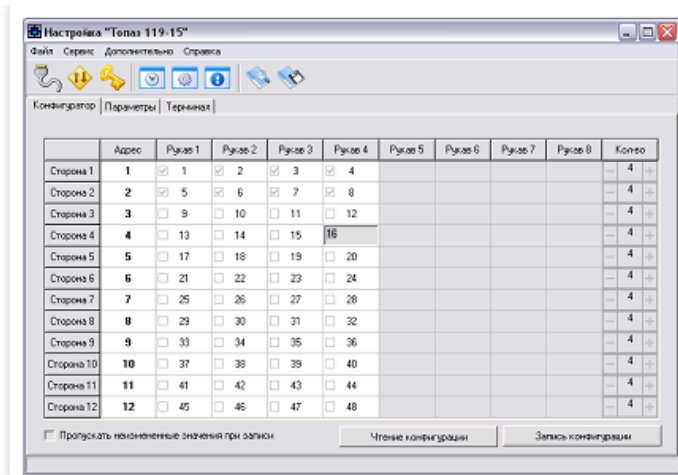 Настройка "Топаз 119-15"
Файл Сервис Дополнительно Справка
Конфигуратор Параметры Терминал
Адрес Рукав 1 Рукав 2 Рукав 3 Рукав 4 Рукав 5 Рукав 6 Рукав 7 Рукав 8 Кол-во
Сторона 1 1 1 2 3 4 4
Сторона 2 2 5 6 7 8 4
Сторона 3 3 9 10 11 12 4
Сторона 4 4 13 14 15 16 4
Сторона 5 5 17 18 19 20 4
Сторона 6 6 21 22 23 24 4
Сторона 7 7 25 26 27 28 4
Сторона 8 8 29 30 31 32 4
Сторона 9 9 33 34 35 36 4
Сторона 10 10 37 38 39 40 4
Сторона 11 11 41 42 43 44 4
Сторона 12 12 45 46 47 48 4
Пропускать неизмененные значения при записи Чтение конфигурации Запись конфигурации